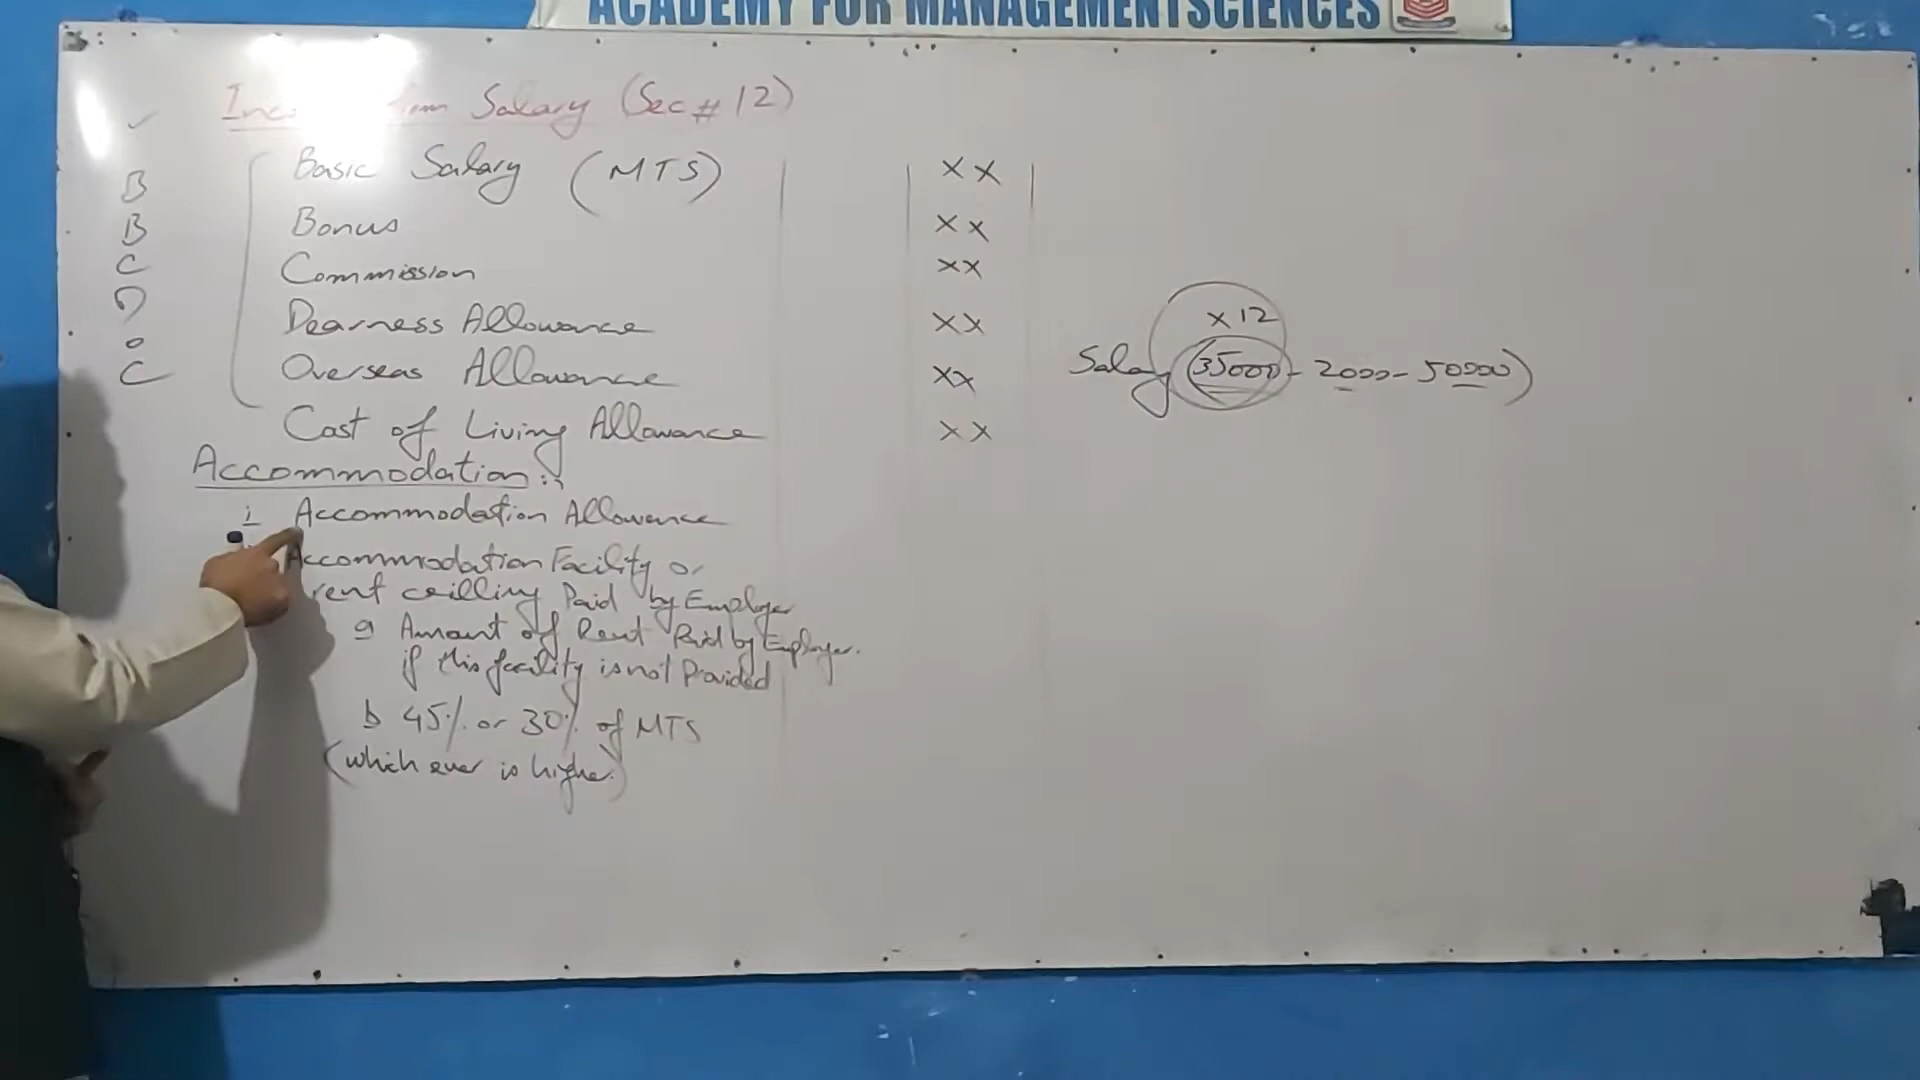 ACADEMY FOR MANAGEMENTSCIENCES
Salary (Sec # 12)
B Basic Salary (MTS) XX
B Bonus XX
C Commission XX
D Dearness Allowance XX
O Overseas Allowance XX
C Cost of Living Allowance XX
x 12
Salary (35000 - 2000 - 50000)
Accommodation:-
i Accommodation Allowance
Accommodation Facility or
rent ceilling Paid by Employer
a Amount of Rent Paid by Employer.
if this facility is not Provided
b 45% or 30% of MTS
(which ever is higher)